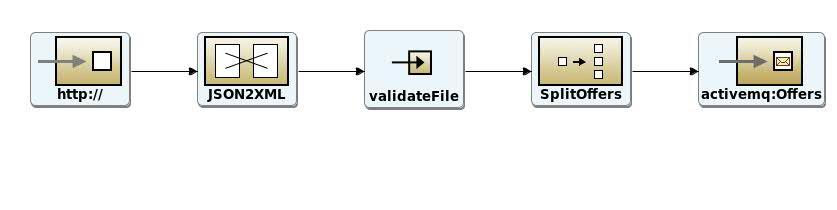 http://
JSON2XML
validateFile
SplitOffers
activemq:Offers